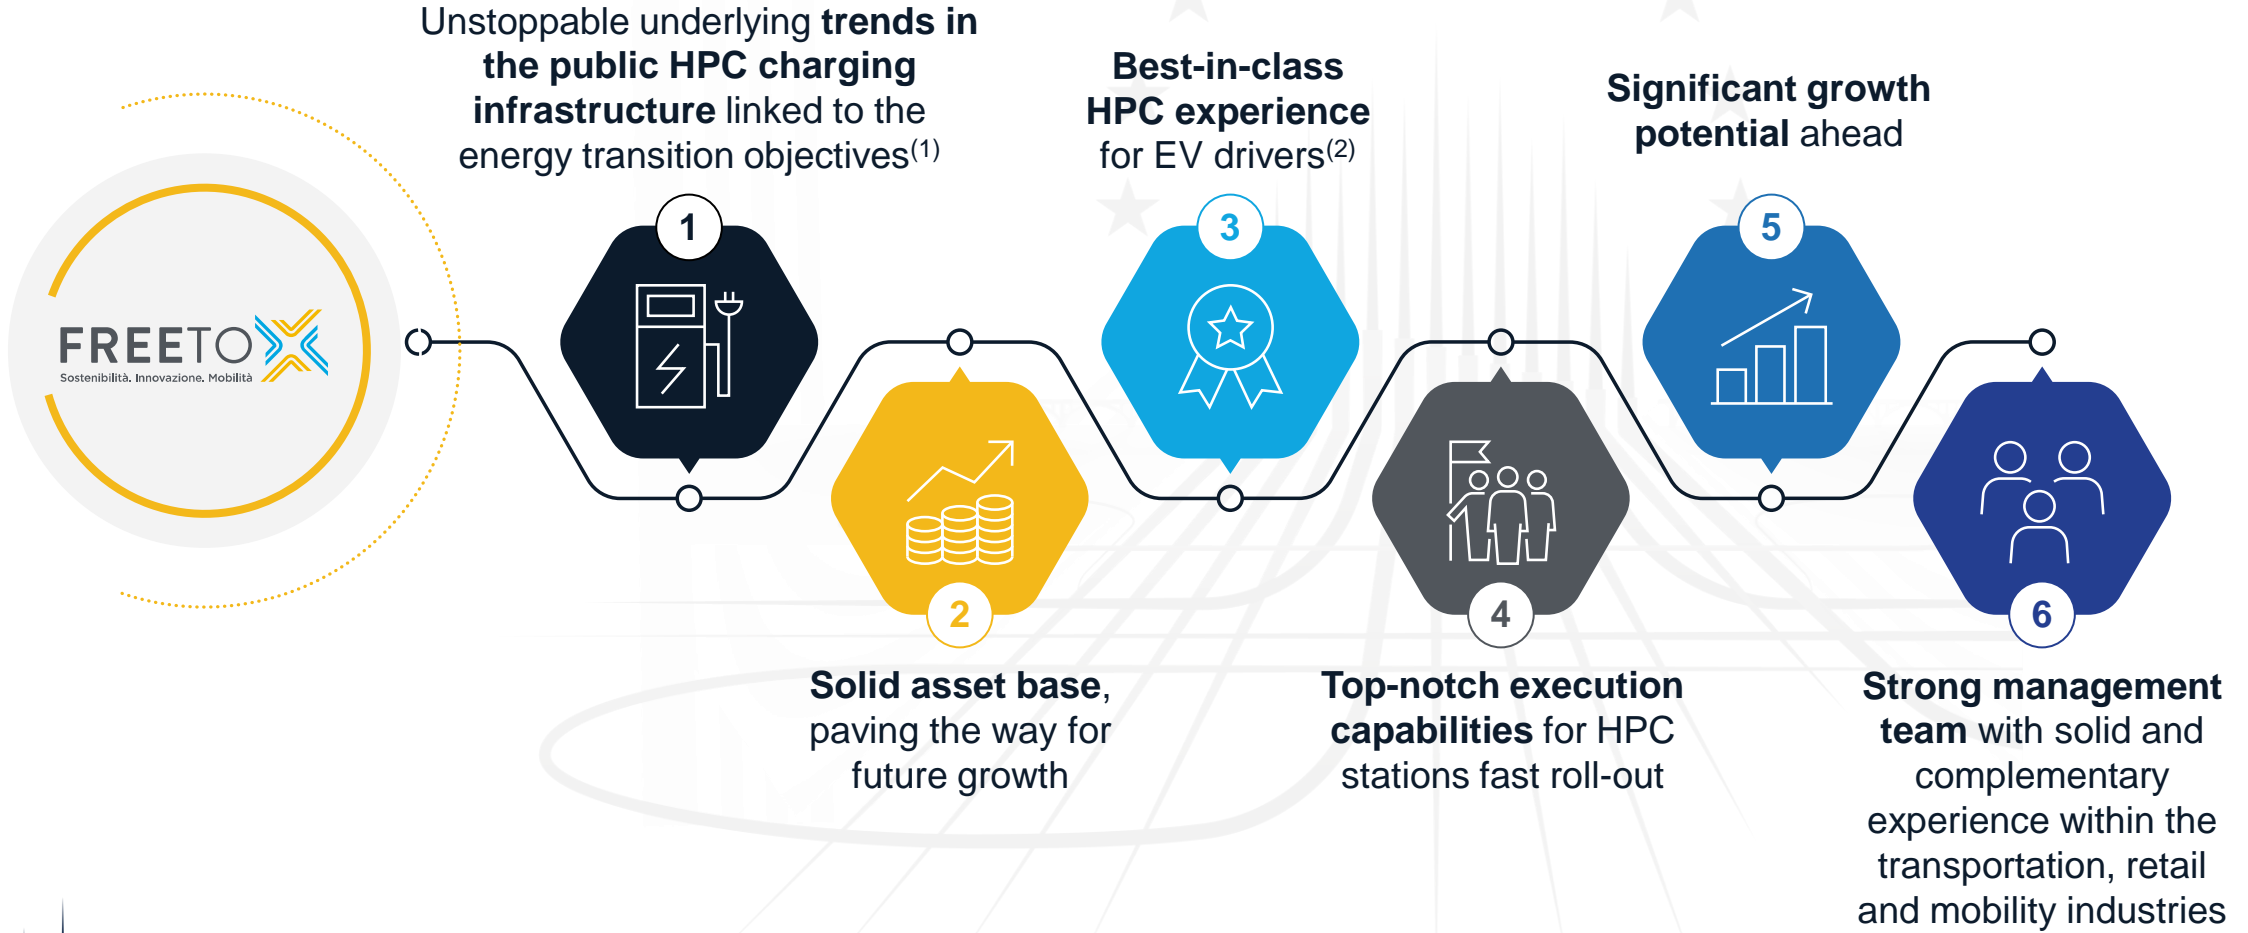 Unstoppable underlying trends in
the public HPC charging
infrastructure linked to the
energy transition objectives(1)
Best-in-class
HPC experience
for EV drivers(2)
Significant growth
potential ahead
1
3
5
FREETO
Sostenibilità. Innovazione. Mobilità
2
4
6
Solid asset base,
paving the way for
future growth
Top-notch execution
capabilities for HPC
stations fast roll-out
Strong management
team with solid and
complementary
experience within the
transportation, retail
and mobility industries